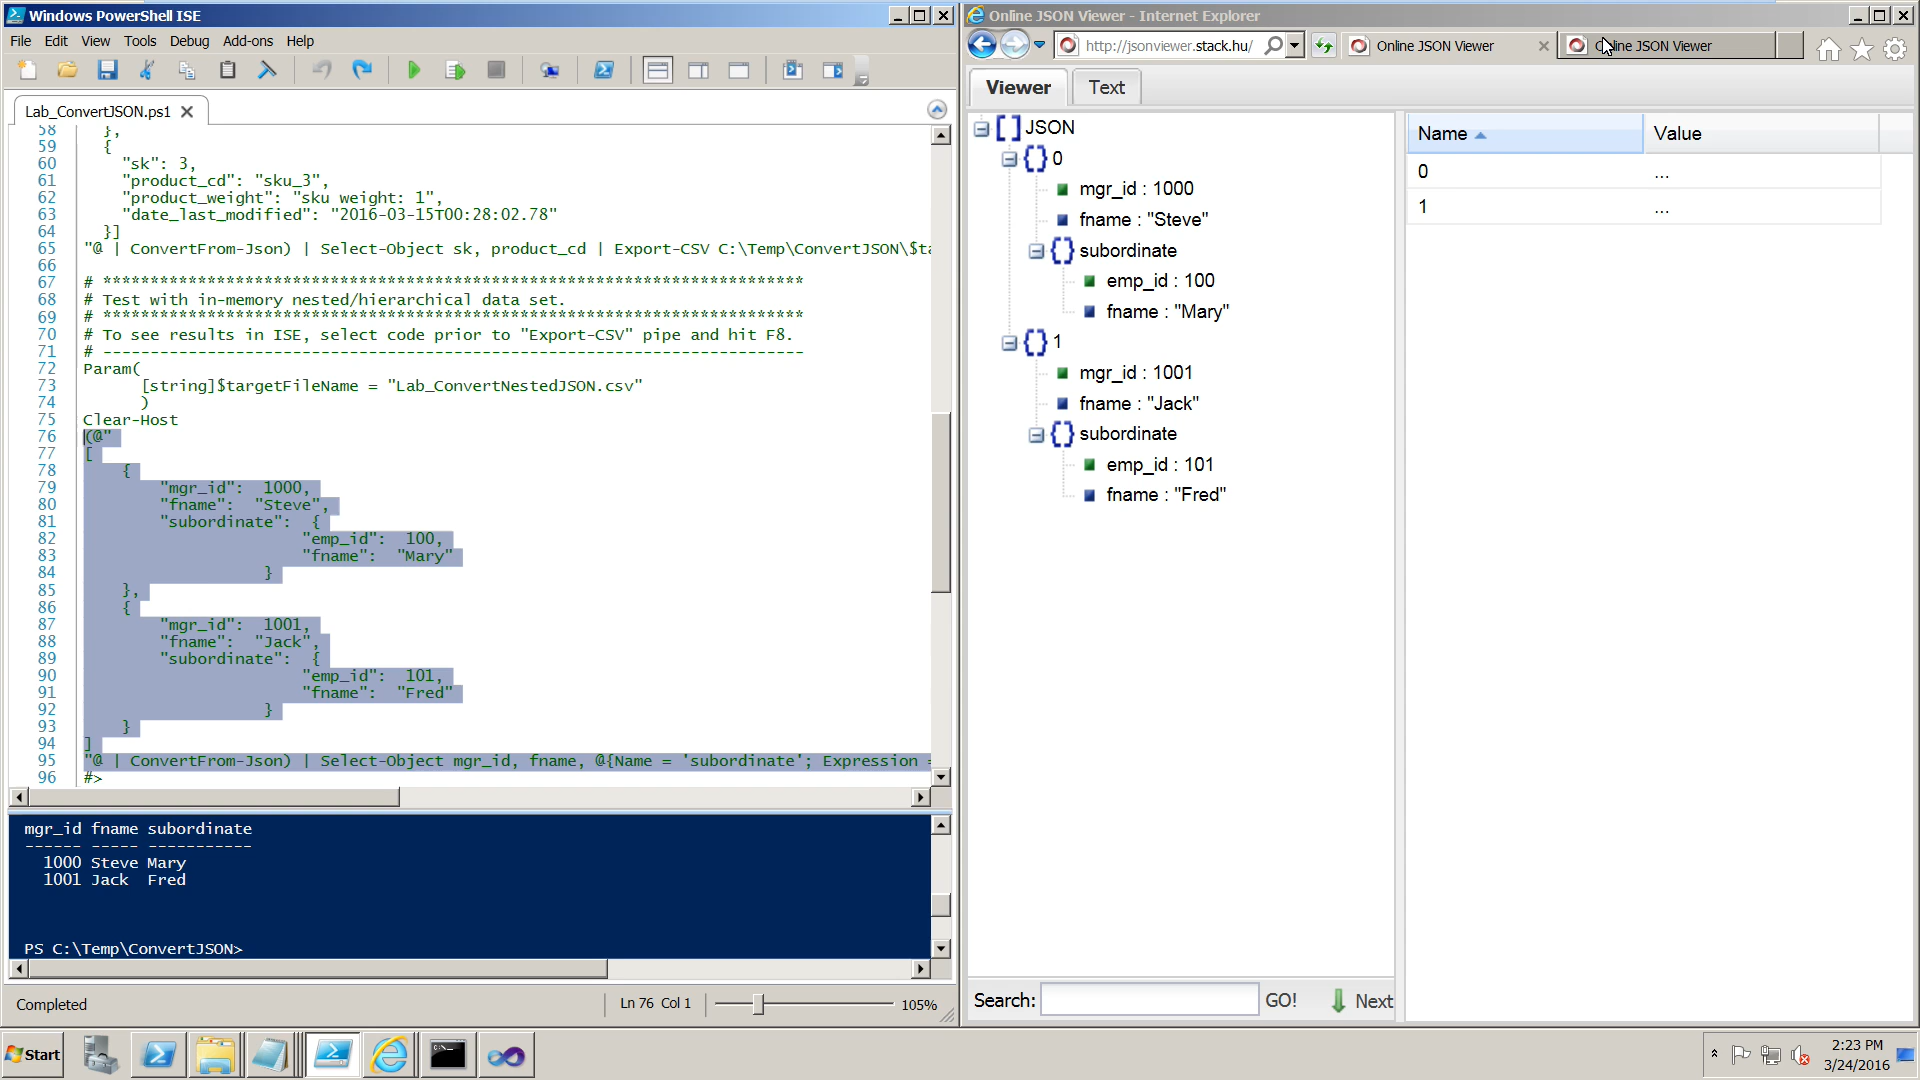 Windows PowerShell ISE
File Edit View Tools Debug Add-ons Help
Lab_ConvertJSON.ps1
58 },
59 {
60 "sk": 3,
61 "product_cd": "sku_3",
62 "product_weight": "sku weight: 1",
63 "date_last_modified": "2016-03-15T00:28:02.78"
64 }]
65 "@ | ConvertFrom-Json) | Select-Object sk, product_cd | Export-CSV C:\Temp\ConvertJSON\$ta
66
67 # **************************************************************************
68 # Test with in-memory nested/hierarchical data set.
69 # **************************************************************************
70 # To see results in ISE, select code prior to "Export-CSV" pipe and hit F8.
71 # --------------------------------------------------------------------------
72 Param(
73 [string]$targetFileName = "Lab_ConvertNestedJSON.csv"
74 )
75 Clear-Host
76 (@"
77 [
78 {
79 "mgr_id": 1000,
80 "fname": "Steve",
81 "subordinate": {
82 "emp_id": 100,
83 "fname": "Mary"
84 }
85 },
86 {
87 "mgr_id": 1001,
88 "fname": "Jack",
89 "subordinate": {
90 "emp_id": 101,
91 "fname": "Fred"
92 }
93 }
94 ]
95 "@ | ConvertFrom-Json) | Select-Object mgr_id, fname, @{Name = 'subordinate'; Expression =
96 #>
mgr_id fname subordinate
------ ----- -----------
1000 Steve Mary
1001 Jack Fred
PS C:\Temp\ConvertJSON>
Completed
Ln 76 Col 1
105%
Online JSON Viewer - Internet Explorer
http://jsonviewer.stack.hu/
Online JSON Viewer
Online JSON Viewer
Viewer
Text
JSON
0
mgr_id : 1000
fname : "Steve"
subordinate
emp_id : 100
fname : "Mary"
1
mgr_id : 1001
fname : "Jack"
subordinate
emp_id : 101
fname : "Fred"
Name Value
0 ...
1 ...
Search: GO! Next
Start
2:23 PM
3/24/2016